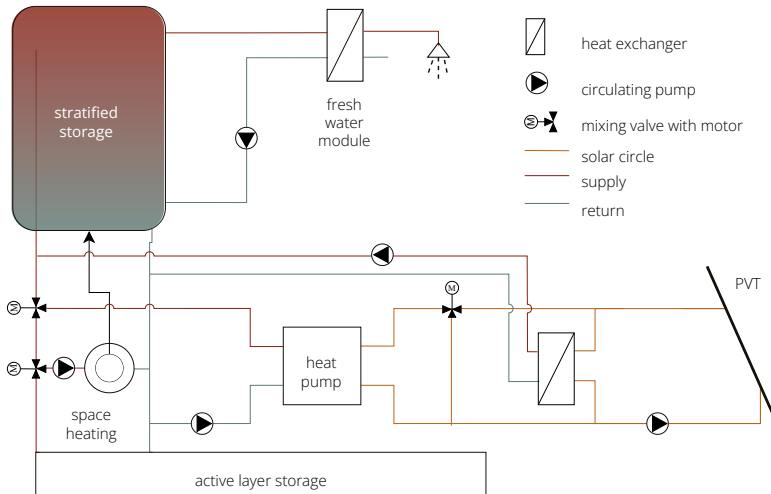 stratified
storage
fresh
water
module
heat exchanger
circulating pump
M
mixing valve with motor
solar circle
supply
return
PVT
M
M
heat
pump
M
space
heating
active layer storage